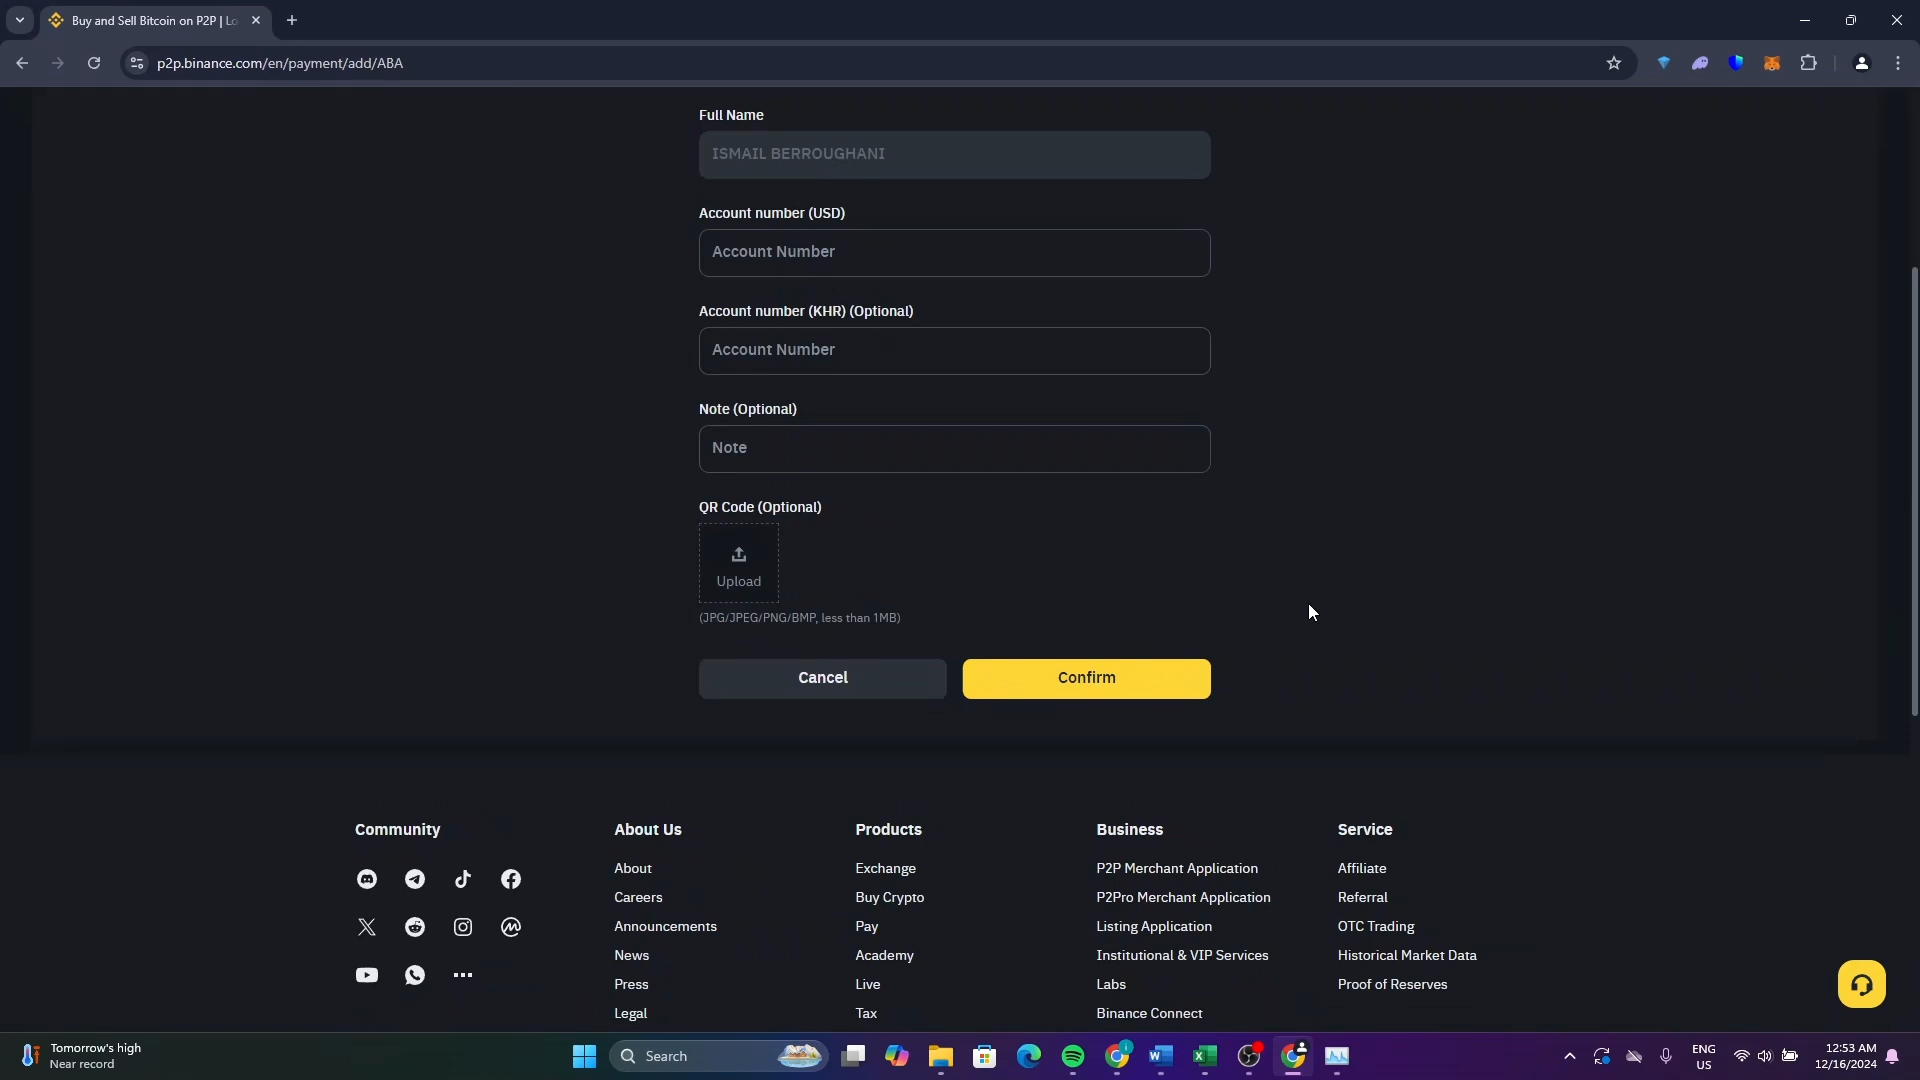 Buy and Sell Bitcoin on P2P | Lo
p2p.binance.com/en/payment/add/ABA
Full Name
ISMAIL BERROUGHANI
Account number (USD)
Account Number
Account number (KHR) (Optional)
Account Number
Note (Optional)
Note
QR Code (Optional)
Upload
(JPG/JPEG/PNG/BMP, less than 1MB)
Cancel
Confirm
Community
About Us
About
Careers
Announcements
News
Press
Legal
Products
Exchange
Buy Crypto
Pay
Academy
Live
Tax
Business
P2P Merchant Application
P2Pro Merchant Application
Listing Application
Institutional & VIP Services
Labs
Binance Connect
Service
Affiliate
Referral
OTC Trading
Historical Market Data
Proof of Reserves
Tomorrow's high
Near record
Search
ENG
US
12:53 AM
12/16/2024